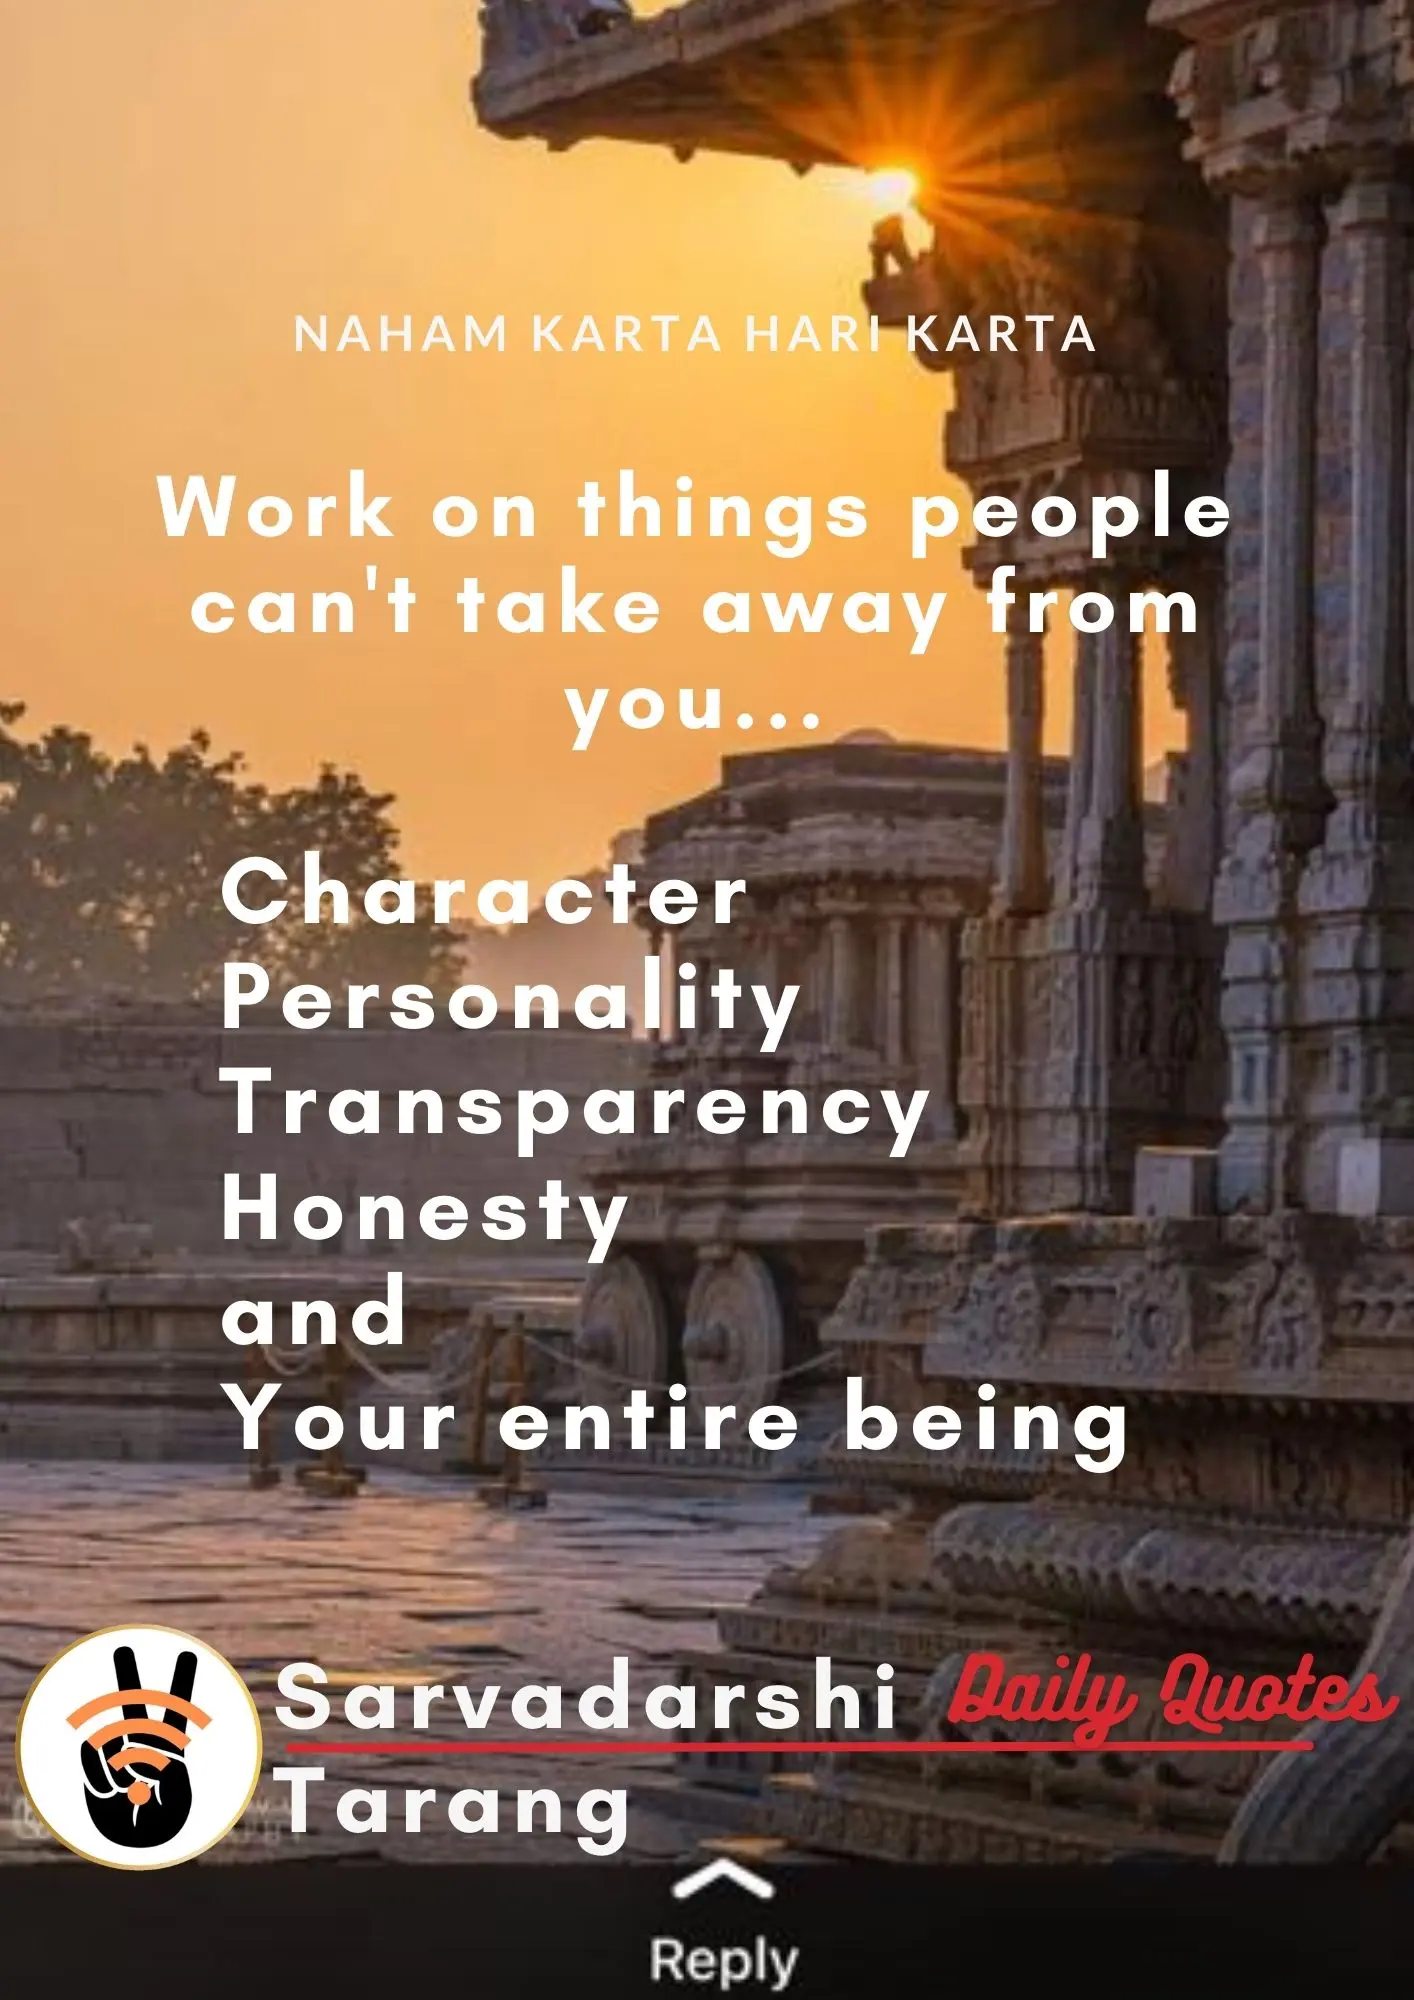 NAHAM KARTA HARI KARTA
Work on things people
can't take away from
you...
Character
Personality
Transparency
Honesty
and
Your entire being
Sarvadarshi Daily Quotes
Tarang
Reply